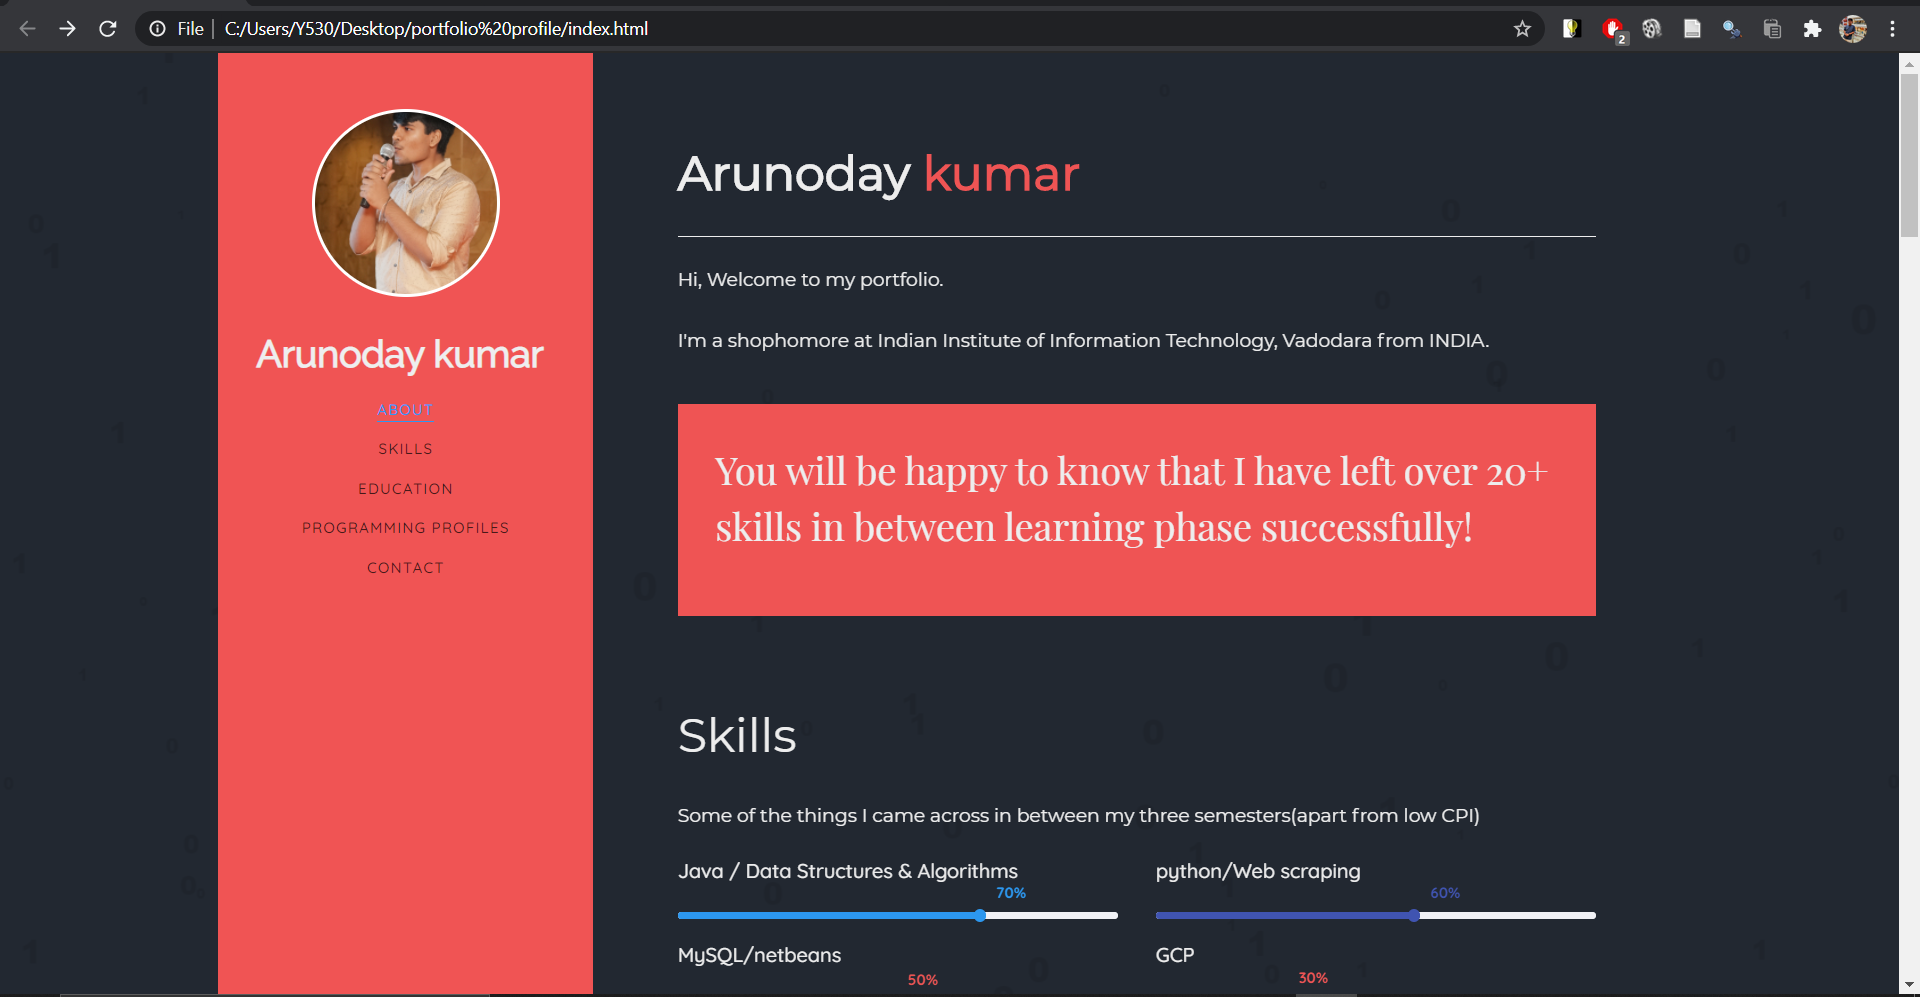 File
C:/Users/Y530/Desktop/portfolio%20profile/index.html
2
Arunoday kumar
ABOUT
SKILLS
EDUCATION
PROGRAMMING PROFILES
CONTACT
Arunoday kumar
Hi, Welcome to my portfolio.
I'm a shophomore at Indian Institute of Information Technology, Vadodara from INDIA.
You will be happy to know that I have left over 20+
skills in between learning phase successfully!
Skills
Some of the things I came across in between my three semesters(apart from low CPI)
Java / Data Structures & Algorithms
70%
python/Web scraping
60%
MySQL/netbeans
50%
GCP
30%